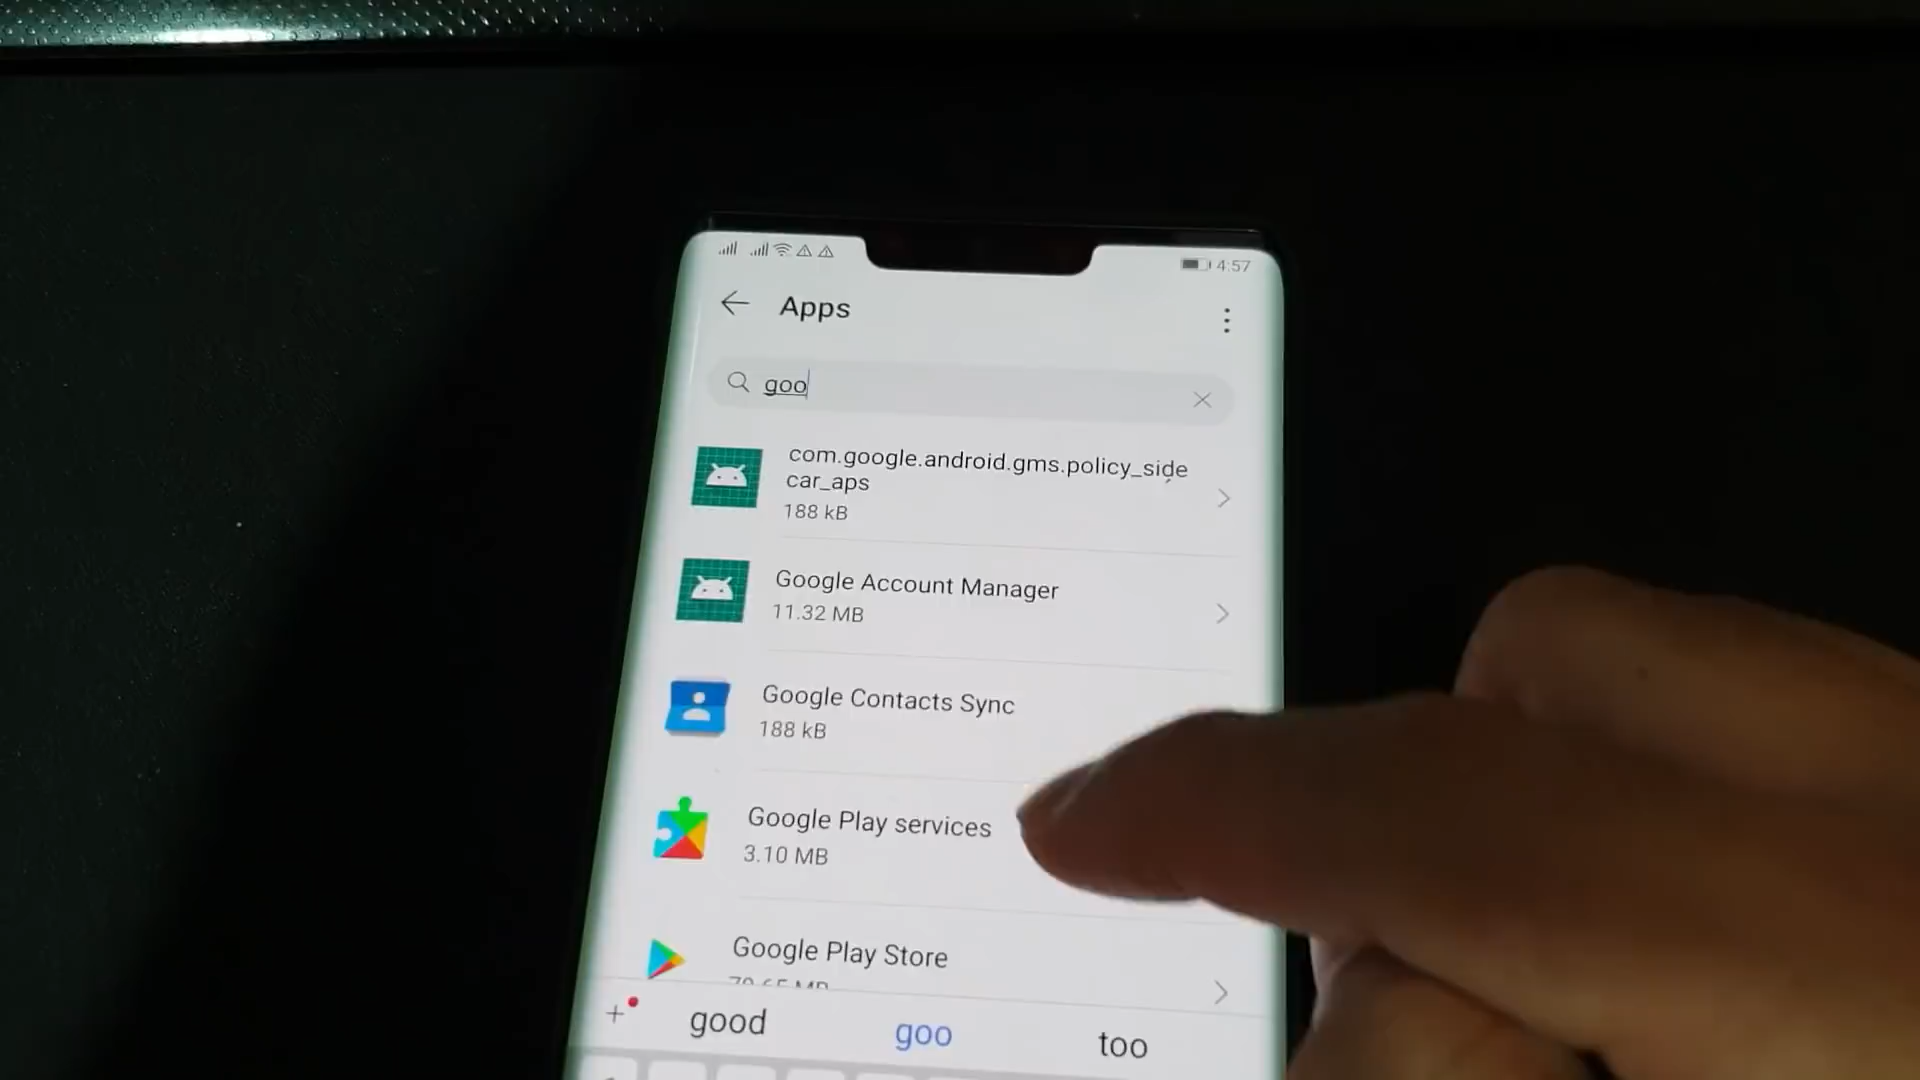 4:57
Apps
goo
com.google.android.gms.policy_side
car_aps
188 kB
Google Account Manager
11.32 MB
Google Contacts Sync
188 kB
Google Play services
3.10 MB
Google Play Store
good
goo
too